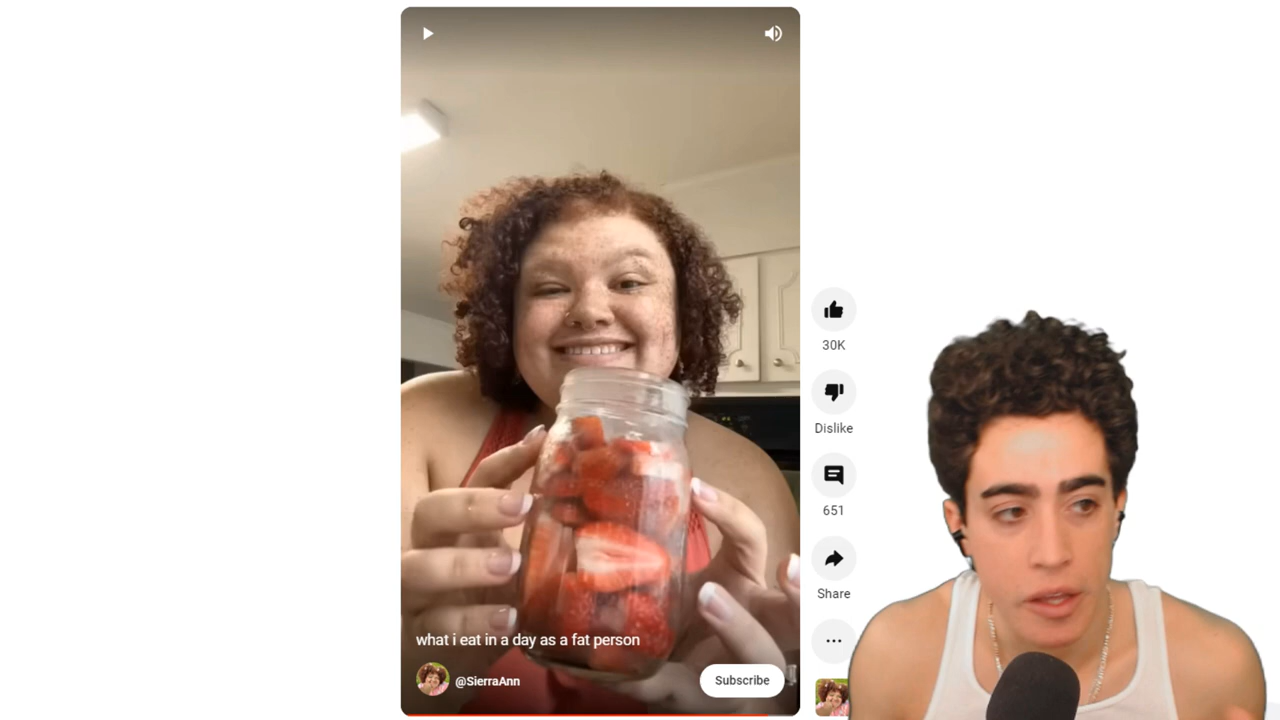 30K
Dislike
651
Share
what i eat in a day as a fat person
@SierraAnn
Subscribe